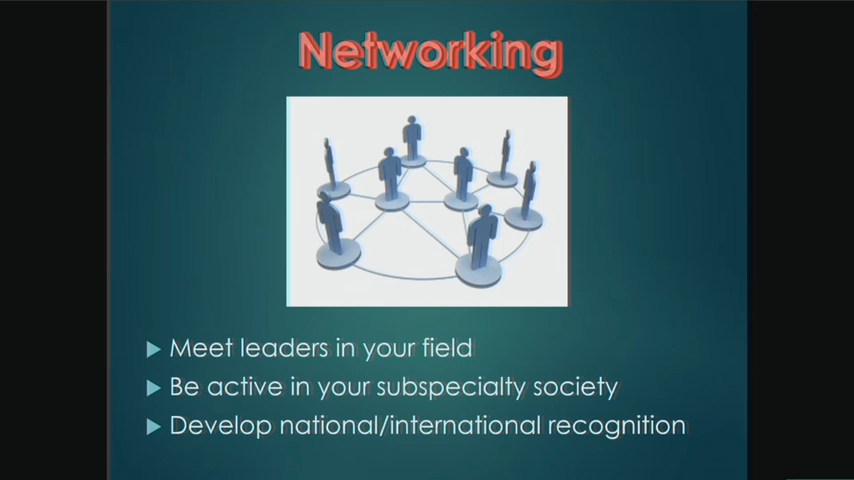 Networking
Meet leaders in your field
Be active in your subspecialty society
Develop national/international recognition